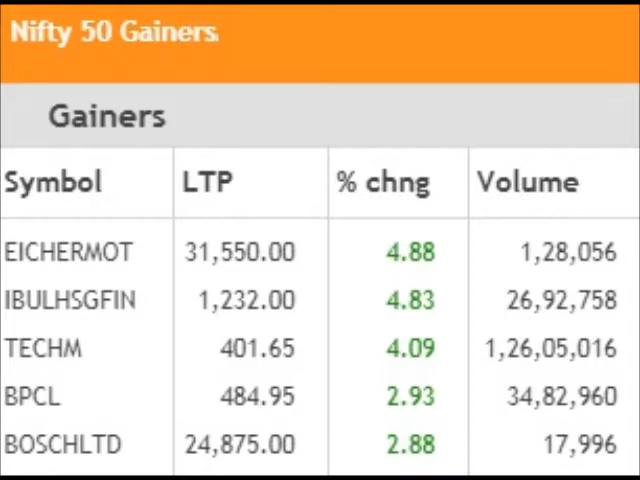 Nifty 50 Gainers
Gainers
Symbol LTP % chng Volume
EICHERMOT 31,550.00 4.88 1,28,056
IBULHSGFIN 1,232.00 4.83 26,92,758
TECHM 401.65 4.09 1,26,05,016
BPCL 484.95 2.93 34,82,960
BOSCHLTD 24,875.00 2.88 17,996